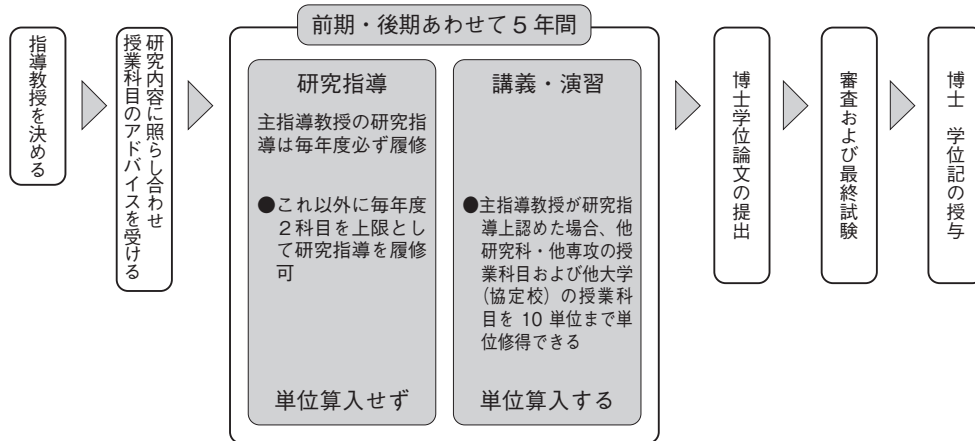 指導教授を決める
研究内容に照らし合わせ
授業科目のアドバイスを受ける
前期・後期あわせて5年間
研究指導
主指導教授の研究指
導は毎年度必ず履修
●これ以外に毎年度
2科目を上限とし
て研究指導を履修
可
単位算入せず
講義・演習
●主指導教授が研究指
導上認めた場合、他
研究科・他専攻の授
業科目および他大学
(協定校)の授業科
目を 10 単位まで単
位修得できる
単位算入する
博士学位論文の提出
審査および最終試験
博士 学位記の授与